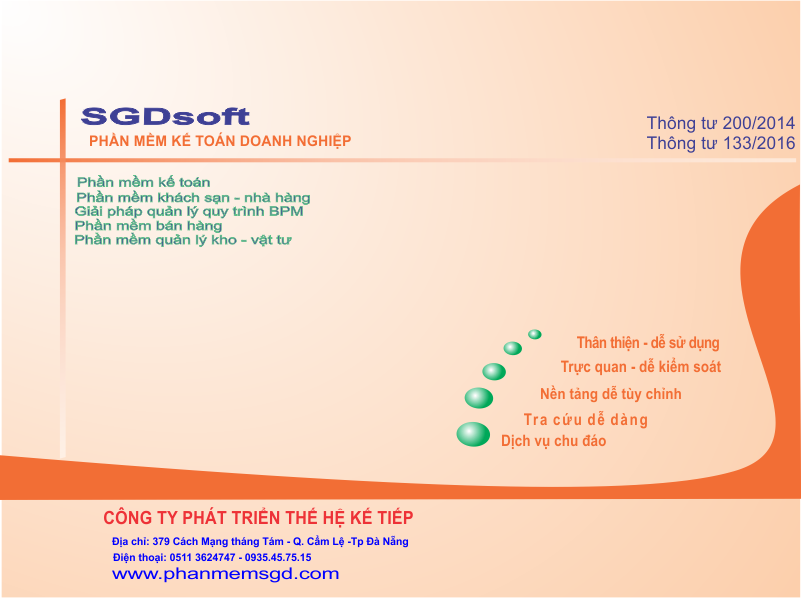 SGDsoft
PHẦN MỀM KẾ TOÁN DOANH NGHIỆP
Thông tư 200/2014
Thông tư 133/2016
Phần mềm kế toán
Phần mềm khách sạn - nhà hàng
Giải pháp quản lý quy trình BPM
Phần mềm bán hàng
Phần mềm quản lý kho - vật tư
Thân thiện - dễ sử dụng
Trực quan - dễ kiểm soát
Nền tảng dễ tùy chỉnh
Tra cứu dễ dàng
Dịch vụ chu đáo
CÔNG TY PHÁT TRIỂN THẾ HỆ KẾ TIẾP
Địa chỉ: 379 Cách Mạng tháng Tám - Q. Cẩm Lệ -Tp Đà Nẵng
Điện thoại: 0511 3624747 - 0935.45.75.15
www.phanmemsgd.com